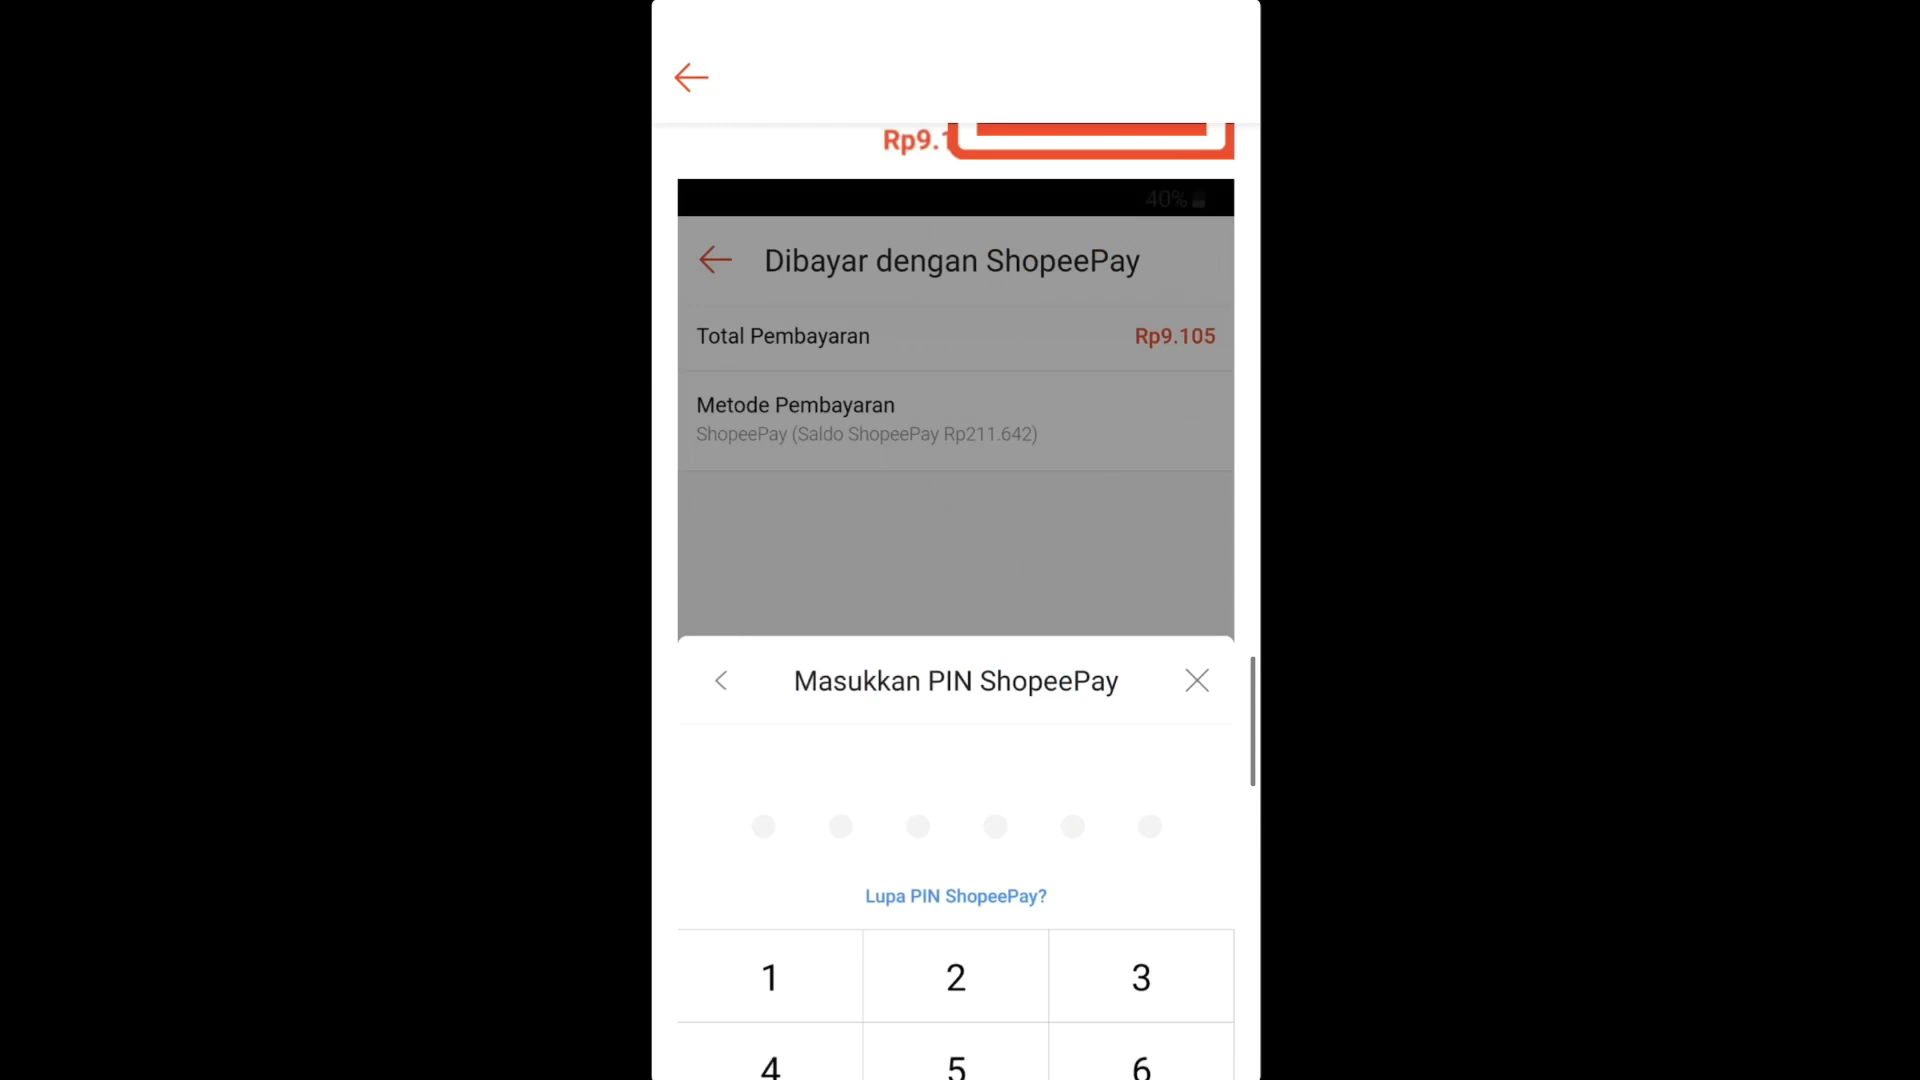 Rp9.1
40%
Dibayar dengan ShopeePay
Total Pembayaran Rp9.105
Metode Pembayaran
ShopeePay (Saldo ShopeePay Rp211.642)
Masukkan PIN ShopeePay
Lupa PIN ShopeePay?
1 2 3
4 5 6